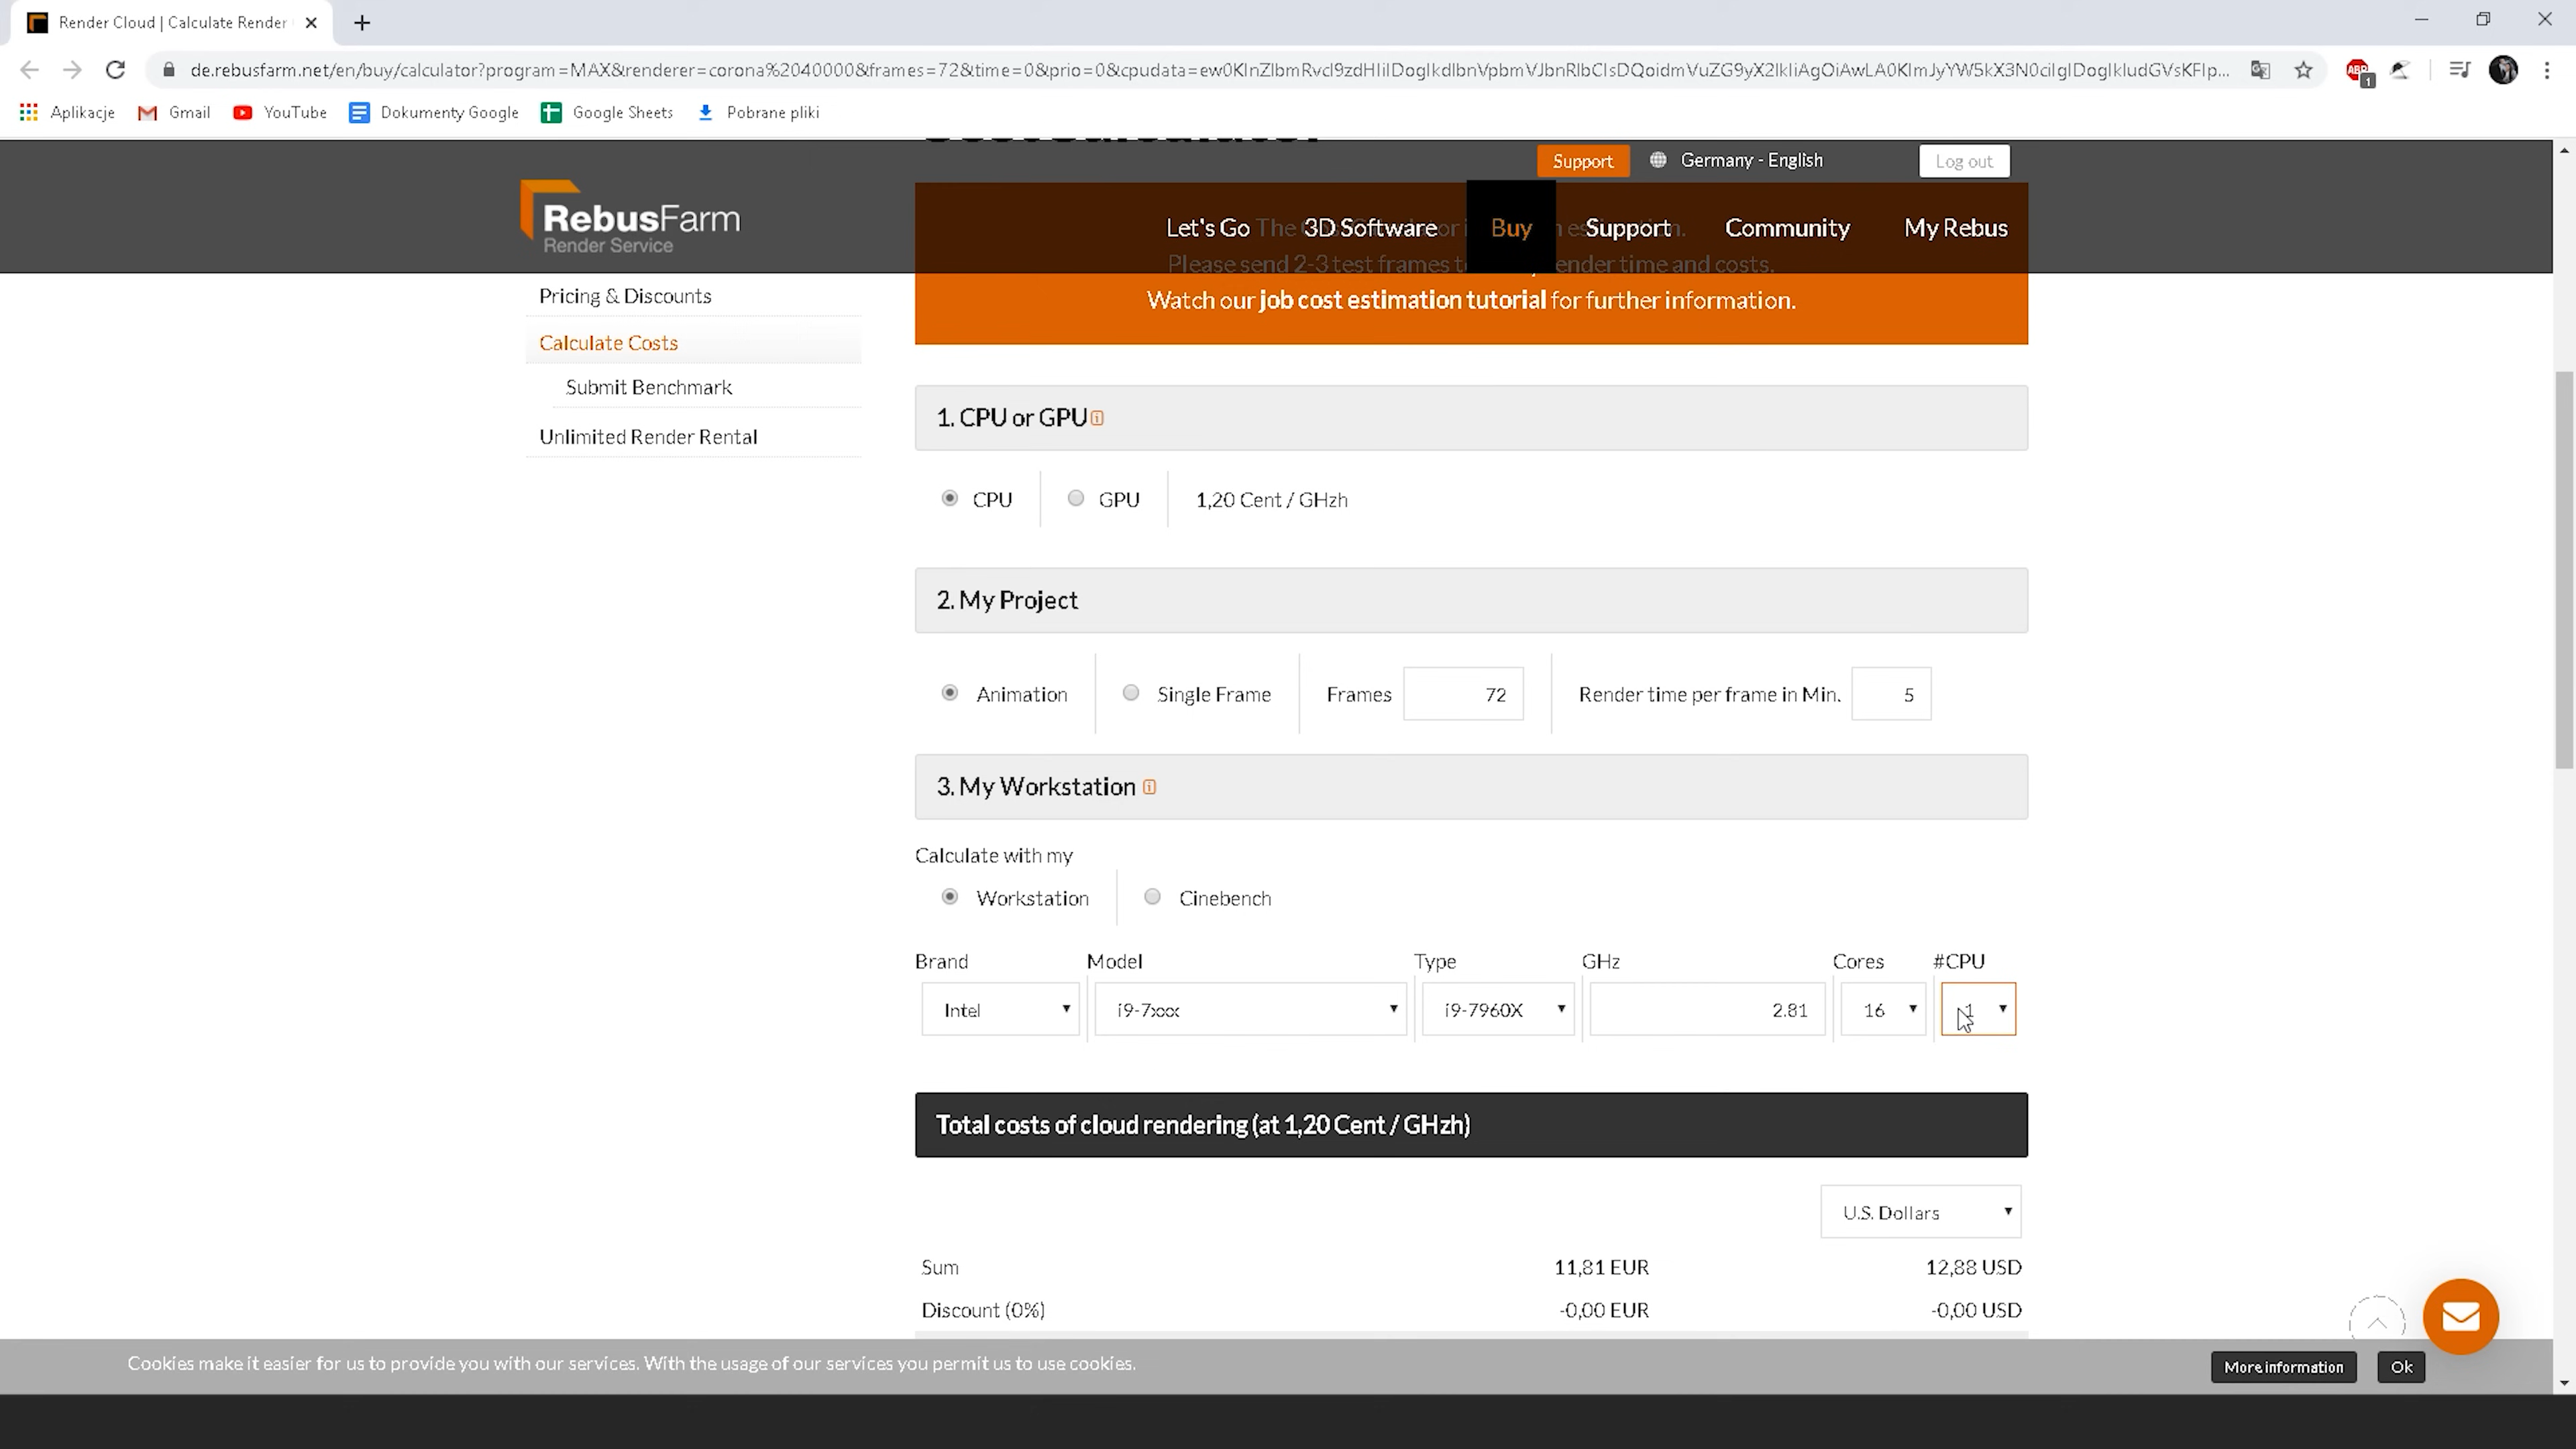 Render Cloud | Calculate Render
de.rebusfarm.net/en/buy/calculator?program=MAX&renderer=corona%2040000&frames=72&time=0&prio=0&cpudata=
ABP
1
Aplikacje
Gmail
YouTube
Dokumenty Google
Google Sheets
Pobrane pliki
Cost Calculator
Support
Germany - English
Log out
RebusFarm
Render Service
Let's Go
3D Software
Buy
Support
Community
My Rebus
Please send 2-3 test frames to ender time and costs.
Watch our job cost estimation tutorial for further information.
Pricing & Discounts
Calculate Costs
Submit Benchmark
Unlimited Render Rental
1. CPU or GPU
CPU
GPU
1,20 Cent / GHzh
2. My Project
Animation
Single Frame
Frames
72
Render time per frame in Min.
5
3. My Workstation
Calculate with my
Workstation
Cinebench
Brand
Model
Type
GHz
Cores
#CPU
Intel
i9-7xxx
i9-7960X
2.81
16
1
Total costs of cloud rendering (at 1,20 Cent / GHzh)
U.S. Dollars
Sum
11,81 EUR
12,88 USD
Discount (0%)
-0,00 EUR
-0,00 USD
Cookies make it easier for us to provide you with our services. With the usage of our services you permit us to use cookies.
More information
Ok